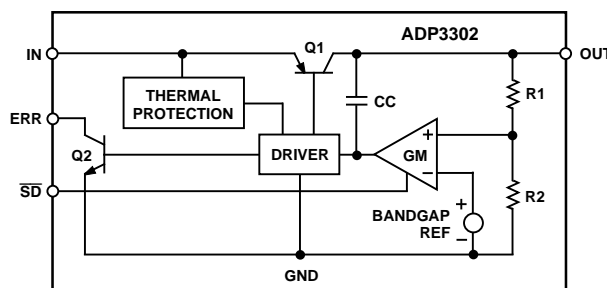 ADP3302
IN
Q1
OUT
THERMAL
PROTECTION
CC
R1
ERR
Q2
DRIVER
+
GM
−
SD
R2
BANDGAP
REF
+
−
GND